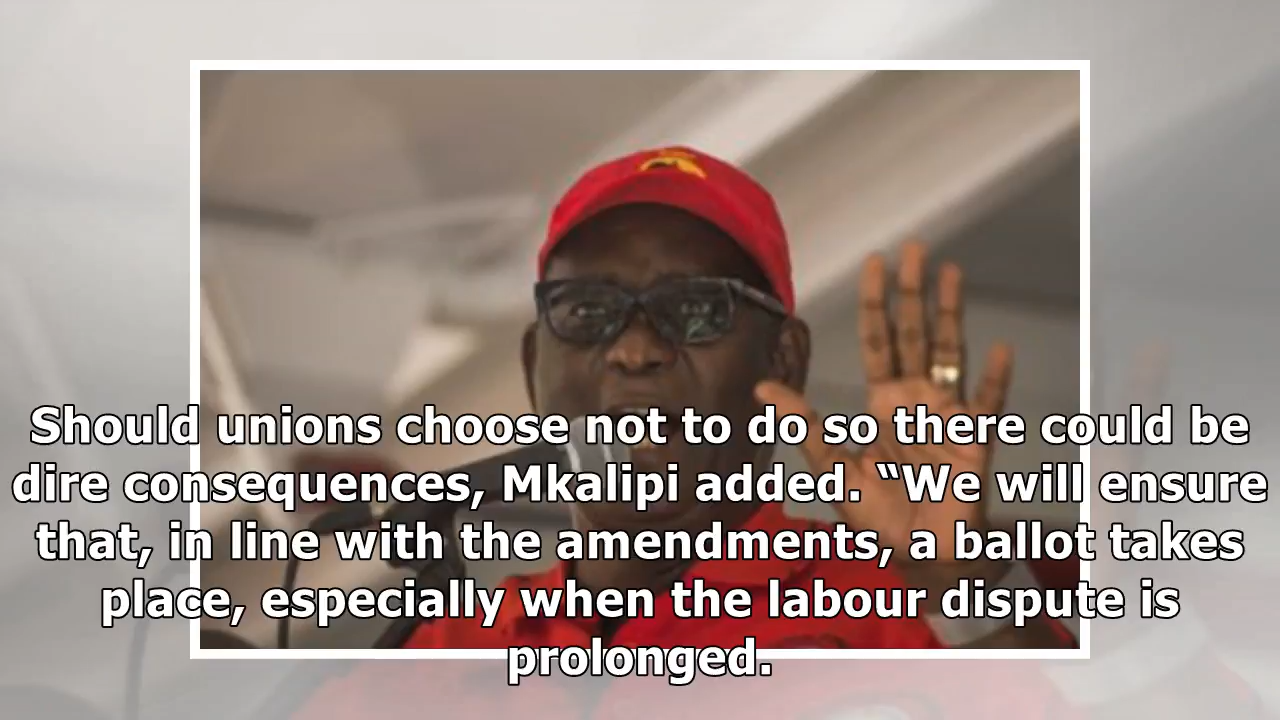 Should unions choose not to do so there could be
dire consequences, Mkalipi added. “We will ensure
that, in line with the amendments, a ballot takes
place, especially when the labour dispute is
prolonged.